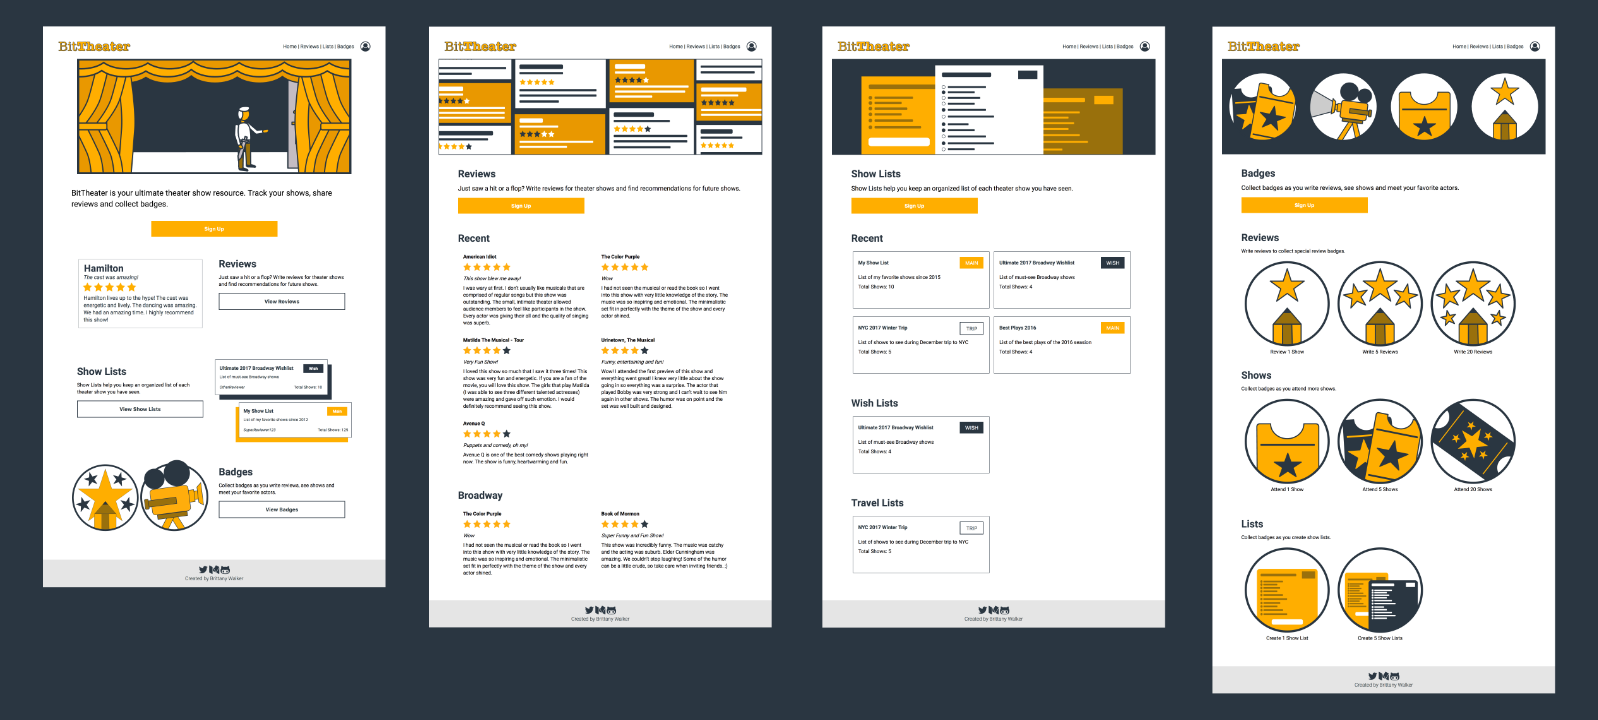 BitTheater
Home | Reviews | Lists | Badges
BitTheater is your ultimate theater show resource. Track your shows, share
reviews and collect badges.
Sign Up
Hamilton
The cast was amazing!
Hamilton lives up to the hype! The cast was
energetic and lively. The dancing was amazing.
We had an amazing time. I highly recommend
this show!
Reviews
Just saw a hit or a flop? Write reviews for theater shows
and find recommendations for future shows.
View Reviews
Show Lists
Show Lists help you keep an organized list of each
theater show you have seen.
View Show Lists
Ultimate 2017 Broadway Wishlist
Wish
List of must-see Broadway shows
Total Shows: 10
My Show List
Main
List of my favorite shows since 2012
Total Shows: 125
Badges
Collect badges as you write reviews, see shows and
meet your favorite actors.
View Badges
Created by Brittany Walker
BitTheater
Home | Reviews | Lists | Badges
Reviews
Just saw a hit or a flop? Write reviews for theater shows and find recommendations for future shows.
Sign Up
Recent
American Idiot
This show blew me away!
I was wary at first. I don't usually like musicals that are
comprised of regular songs but this show was
outstanding. The small, intimate theater allowed
audience members to feel like participants in the show.
Every actor was giving their all and the quality of singing
was superb.
The Color Purple
Wow
I had not seen the musical or read the book so I went
into this show with very little knowledge of the story. The
music was so inspiring and emotional. The minimalistic
set fit in perfectly with the theme of the show and every
actor shined.
Matilda The Musical - Tour
Very Fun Show!
I loved this show so much that I saw it three times! This
show was very fun and energetic. If you are a fan of the
movie, you will love this show. The girls that play Matilda
(I was able to see three different talented actresses)
were amazing and gave off such emotion. I would
definitely recommend seeing this show.
Urinetown, The Musical
Funny, entertaining and fun!
Wow! I attended the first preview of this show and
everything went great! I knew very little about the show
going in so everything was a surprise. The actor that
played Bobby was very strong and I can't wait to see him
again in other shows. The humor was on point and the
set was well built and designed.
Avenue Q
Puppets and comedy, oh my!
Avenue Q is one of the best comedy shows playing right
now. The show is funny, heartwarming and fun.
Broadway
The Color Purple
Wow
I had not seen the musical or read the book so I went
into this show with very little knowledge of the story. The
music was so inspiring and emotional. The minimalistic
set fit in perfectly with the theme of the show and every
actor shined.
Book of Mormon
Super Funny and Fun Show!
This show was incredibly funny. The music was catchy
and the acting was suburb. Elder Cunningham was
amazing. We couldn't stop laughing! Some of the humor
can be a little crude, so take care when inviting friends. ;)
Created by Brittany Walker
BitTheater
Home | Reviews | Lists | Badges
Show Lists
Show Lists help you keep an organized list of each theater show you have seen.
Sign Up
Recent
My Show List
MAIN
List of my favorite shows since 2015
Total Shows: 10
Ultimate 2017 Broadway Wishlist
WISH
List of must-see Broadway shows
Total Shows: 4
NYC 2017 Winter Trip
TRIP
List of shows to see during December trip to NYC
Total Shows: 5
Best Plays 2016
MAIN
List of the best plays of the 2016 session
Total Shows: 4
Wish Lists
Ultimate 2017 Broadway Wishlist
WISH
List of must-see Broadway shows
Total Shows: 4
Travel Lists
NYC 2017 Winter Trip
TRIP
List of shows to see during December trip to NYC
Total Shows: 5
Created by Brittany Walker
BitTheater
Home | Reviews | Lists | Badges
Badges
Collect badges as you write reviews, see shows and meet your favorite actors.
Sign Up
Reviews
Write reviews to collect special review badges.
Review 1 Show
Write 5 Reviews
Write 20 Reviews
Shows
Collect badges as you attend more shows.
Attend 1 Show
Attend 5 Shows
Attend 20 Shows
Lists
Collect badges as you create show lists.
Create 1 Show List
Create 5 Show Lists
Created by Brittany Walker